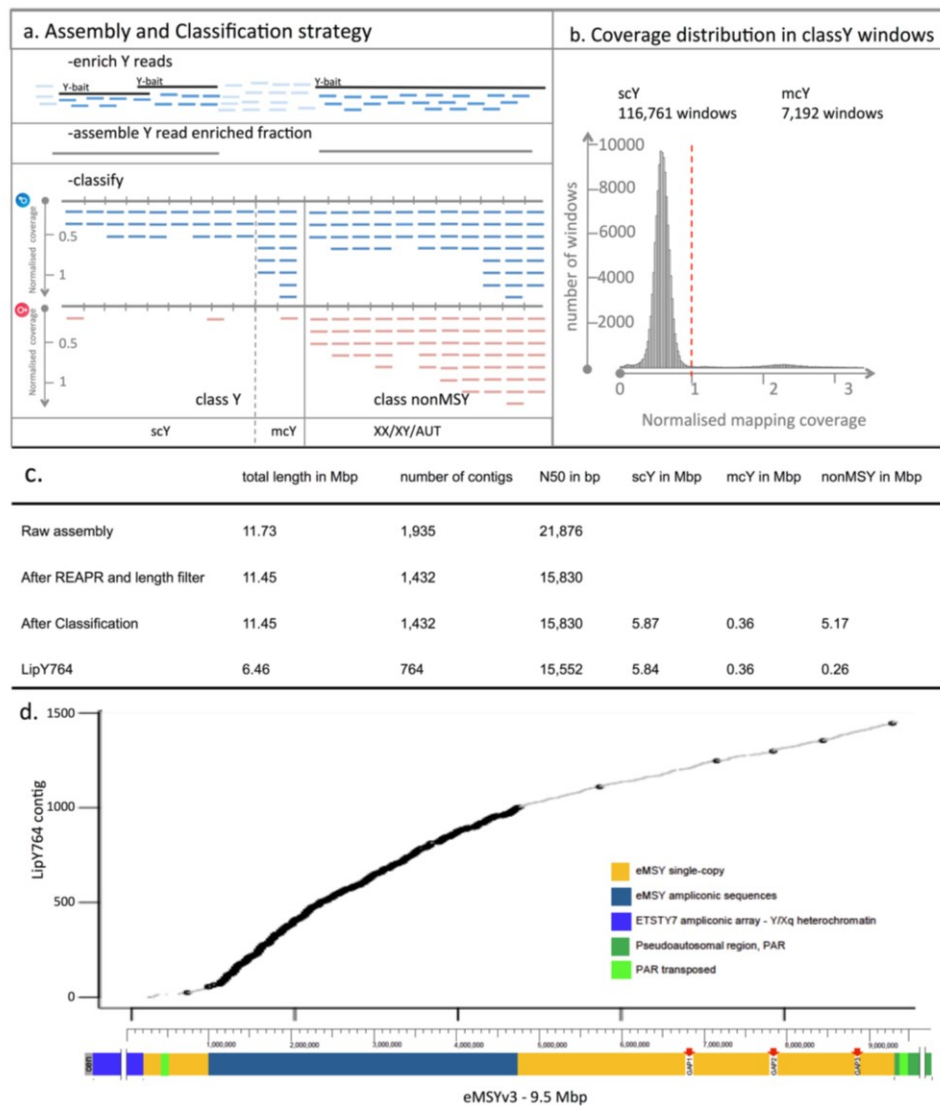 a. Assembly and Classification strategy
-enrich Y reads
Y-bait
Y-bait
Y-bait
-assemble Y read enriched fraction
-classify
♂
Normalised coverage
0.5
1
♀
Normalised coverage
0.5
1
class Y
class nonMSY
scY
mcY
XX/XY/AUT
b. Coverage distribution in classY windows
scY
116,761 windows
mcY
7,192 windows
number of windows
10000
8000
6000
4000
2000
0
1
2
3
Normalised mapping coverage
c.
total length in Mbp number of contigs N50 in bp scY in Mbp mcY in Mbp nonMSY in Mbp
Raw assembly 11.73 1,935 21,876
After REAPR and length filter 11.45 1,432 15,830
After Classification 11.45 1,432 15,830 5.87 0.36 5.17
LipY764 6.46 764 15,552 5.84 0.36 0.26
d.
LipY764 contig
1500
1000
500
0
eMSY single-copy
eMSY ampliconic sequences
ETSTY7 ampliconic array - Y/Xq heterochromatin
Pseudoautosomal region, PAR
PAR transposed
1,000,000 2,000,000 3,000,000 4,000,000 5,000,000 6,000,000 7,000,000 8,000,000 9,000,000
GAP1 GAP2 GAP3
eMSYv3 - 9.5 Mbp